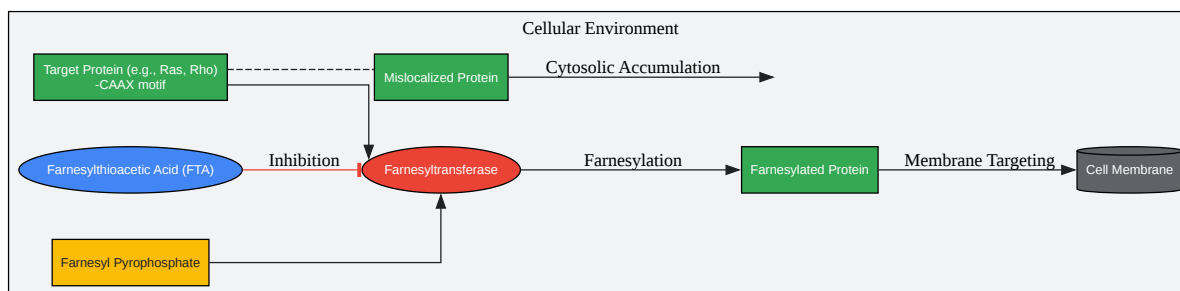 Cellular Environment
Target Protein (e.g., Ras, Rho)
-CAAX motif
Mislocalized Protein
Cytosolic Accumulation
Farnesylthioacetic Acid (FTA)
Inhibition
Farnesyltransferase
Farnesylation
Farnesylated Protein
Membrane Targeting
Cell Membrane
Farnesyl Pyrophosphate